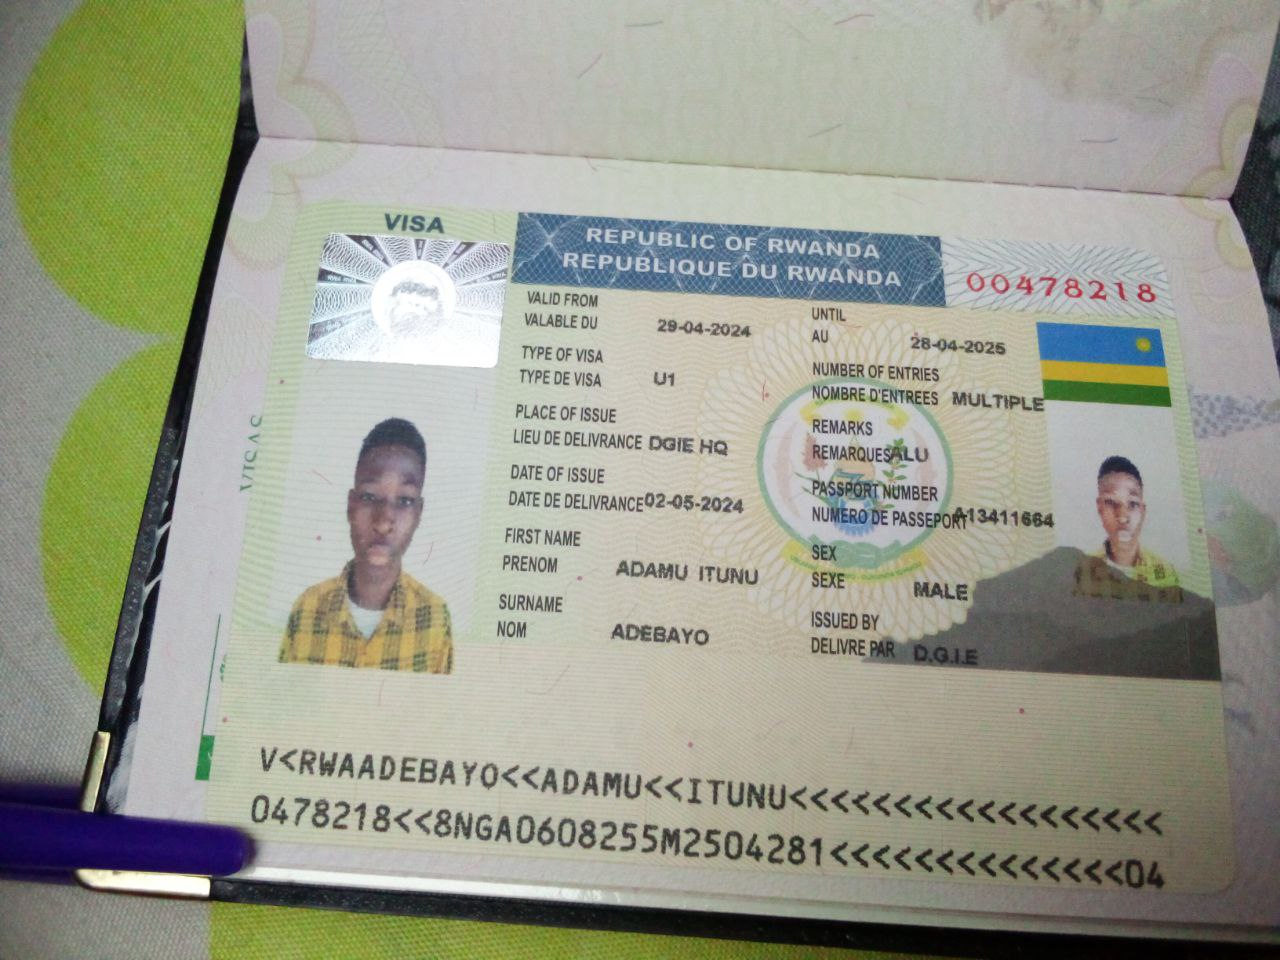 VISA
REPUBLIC OF RWANDA
REPUBLIQUE DU RWANDA
00478218
VALID FROM
VALABLE DU 29-04-2024
UNTIL
AU 28-04-2025
TYPE OF VISA
TYPE DE VISA U1
NUMBER OF ENTRIES
NOMBRE D'ENTREES MULTIPLE
PLACE OF ISSUE
LIEU DE DELIVRANCE DGIE HQ
REMARKS
REMARQUES ALU
DATE OF ISSUE
DATE DE DELIVRANCE 02-05-2024
PASSPORT NUMBER
NUMERO DE PASSEPORT A13411664
FIRST NAME
PRENOM ADAMU ITUNU
SEX
SEXE MALE
SURNAME
NOM ADEBAYO
ISSUED BY
DELIVRE PAR D.G.I.E
VISAS
V<RWAADEBAYO<<ADAMU<<ITUNU<<<<<<<<<<<<<<<<<<
0478218<<8NGA0608255M2504281<<<<<<<<<<<<<<04